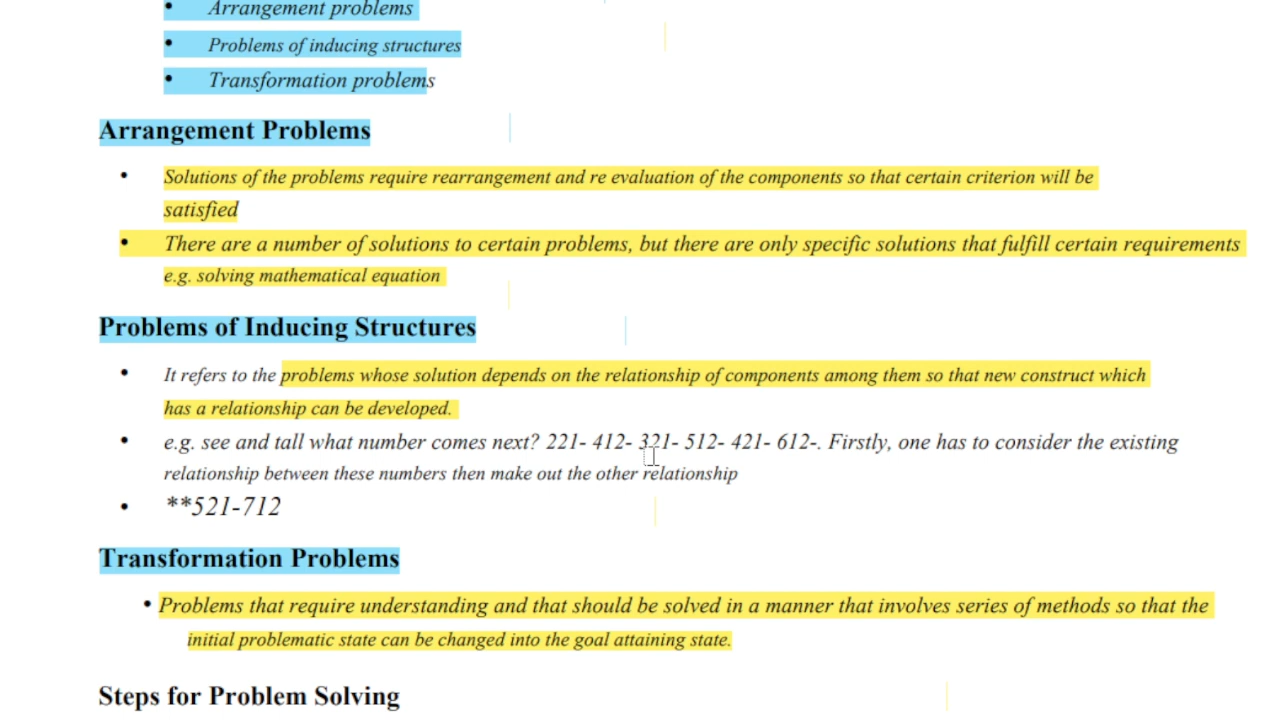 • Arrangement problems
• Problems of inducing structures
• Transformation problems
Arrangement Problems
• Solutions of the problems require rearrangement and re evaluation of the components so that certain criterion will be
satisfied
• There are a number of solutions to certain problems, but there are only specific solutions that fulfill certain requirements
e.g. solving mathematical equation
Problems of Inducing Structures
• It refers to the problems whose solution depends on the relationship of components among them so that new construct which
has a relationship can be developed.
• e.g. see and tall what number comes next? 221- 412- 321- 512- 421- 612-. Firstly, one has to consider the existing
relationship between these numbers then make out the other relationship
• **521-712
Transformation Problems
• Problems that require understanding and that should be solved in a manner that involves series of methods so that the
initial problematic state can be changed into the goal attaining state.
Steps for Problem Solving